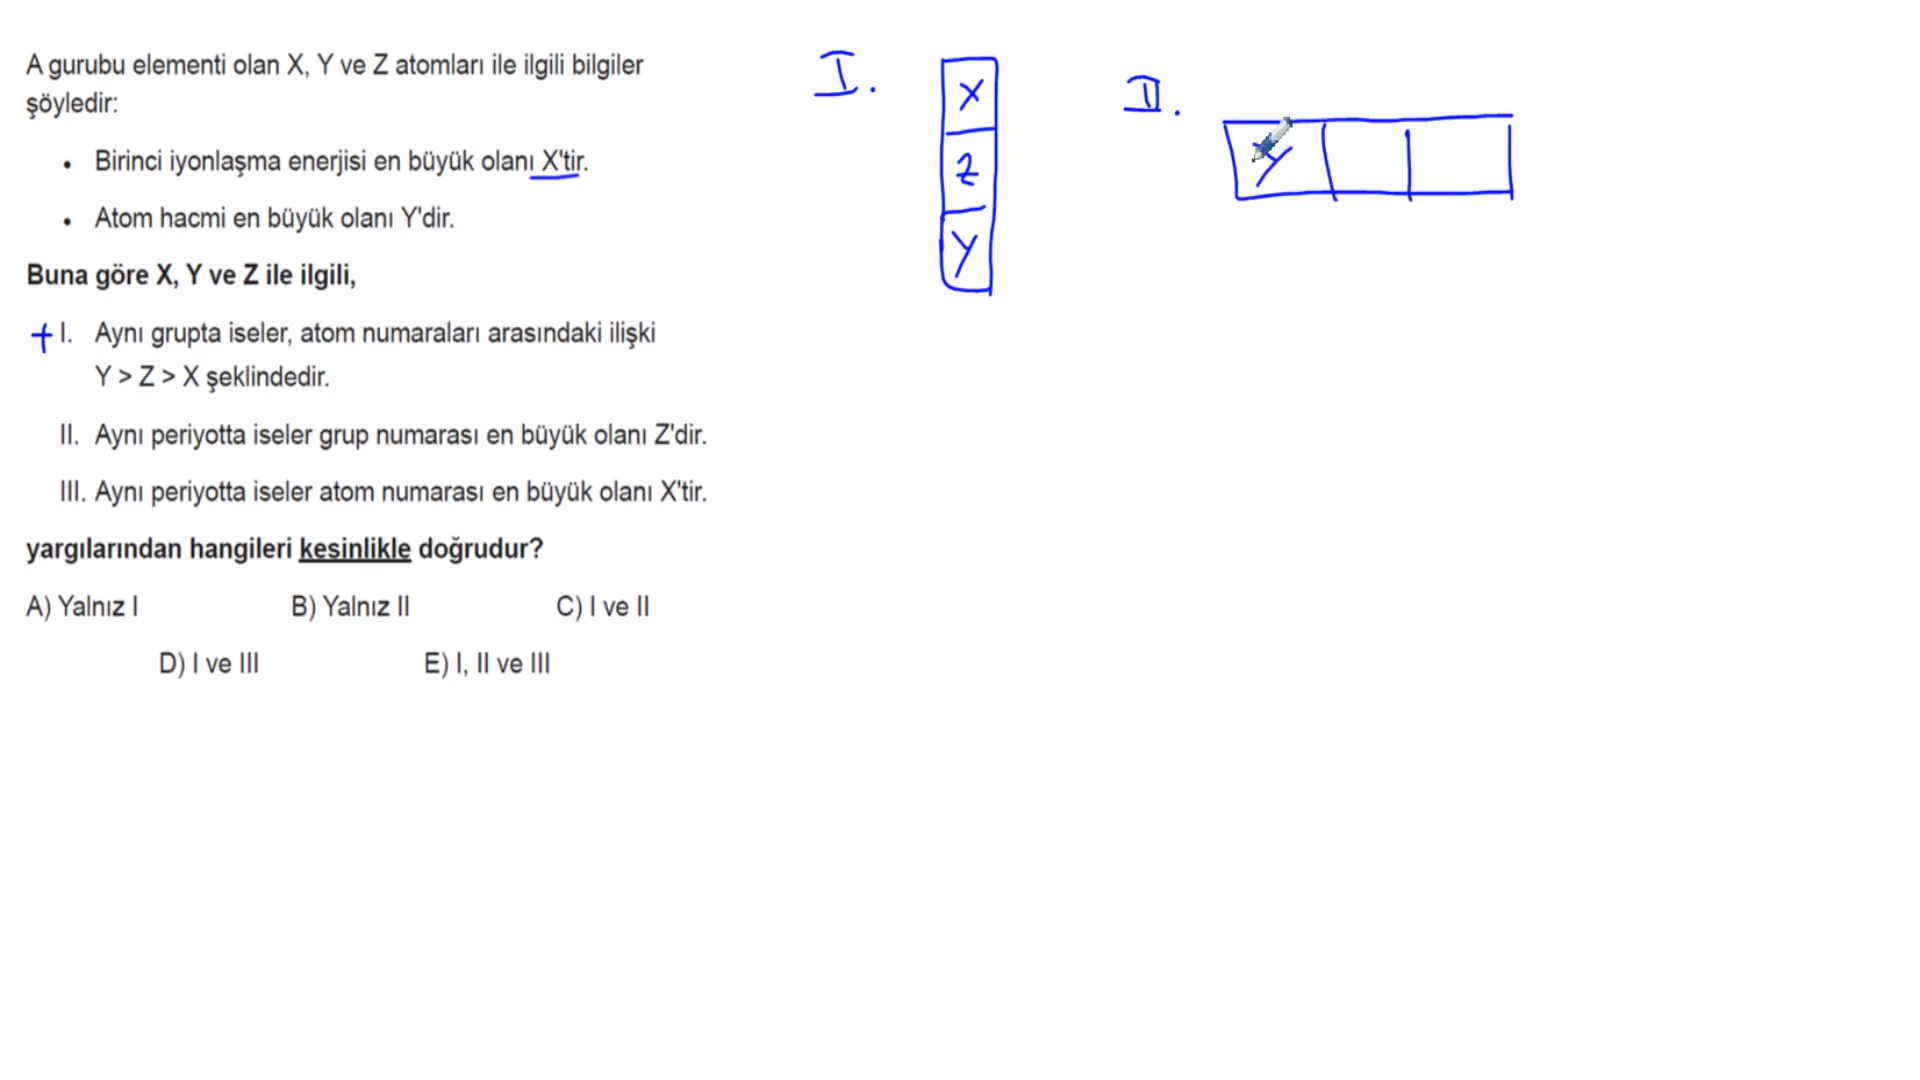 A gurubu elementi olan X, Y ve Z atomları ile ilgili bilgiler
şöyledir:
• Birinci iyonlaşma enerjisi en büyük olanı X'tir.
• Atom hacmi en büyük olanı Y'dir.
Buna göre X, Y ve Z ile ilgili,
+ I. Aynı grupta iseler, atom numaraları arasındaki ilişki
Y > Z > X şeklindedir.
II. Aynı periyotta iseler grup numarası en büyük olanı Z'dir.
III. Aynı periyotta iseler atom numarası en büyük olanı X'tir.
yargılarından hangileri kesinlikle doğrudur?
A) Yalnız I B) Yalnız II C) I ve II
D) I ve III E) I, II ve III
I.
X
Z
Y
II.
Y